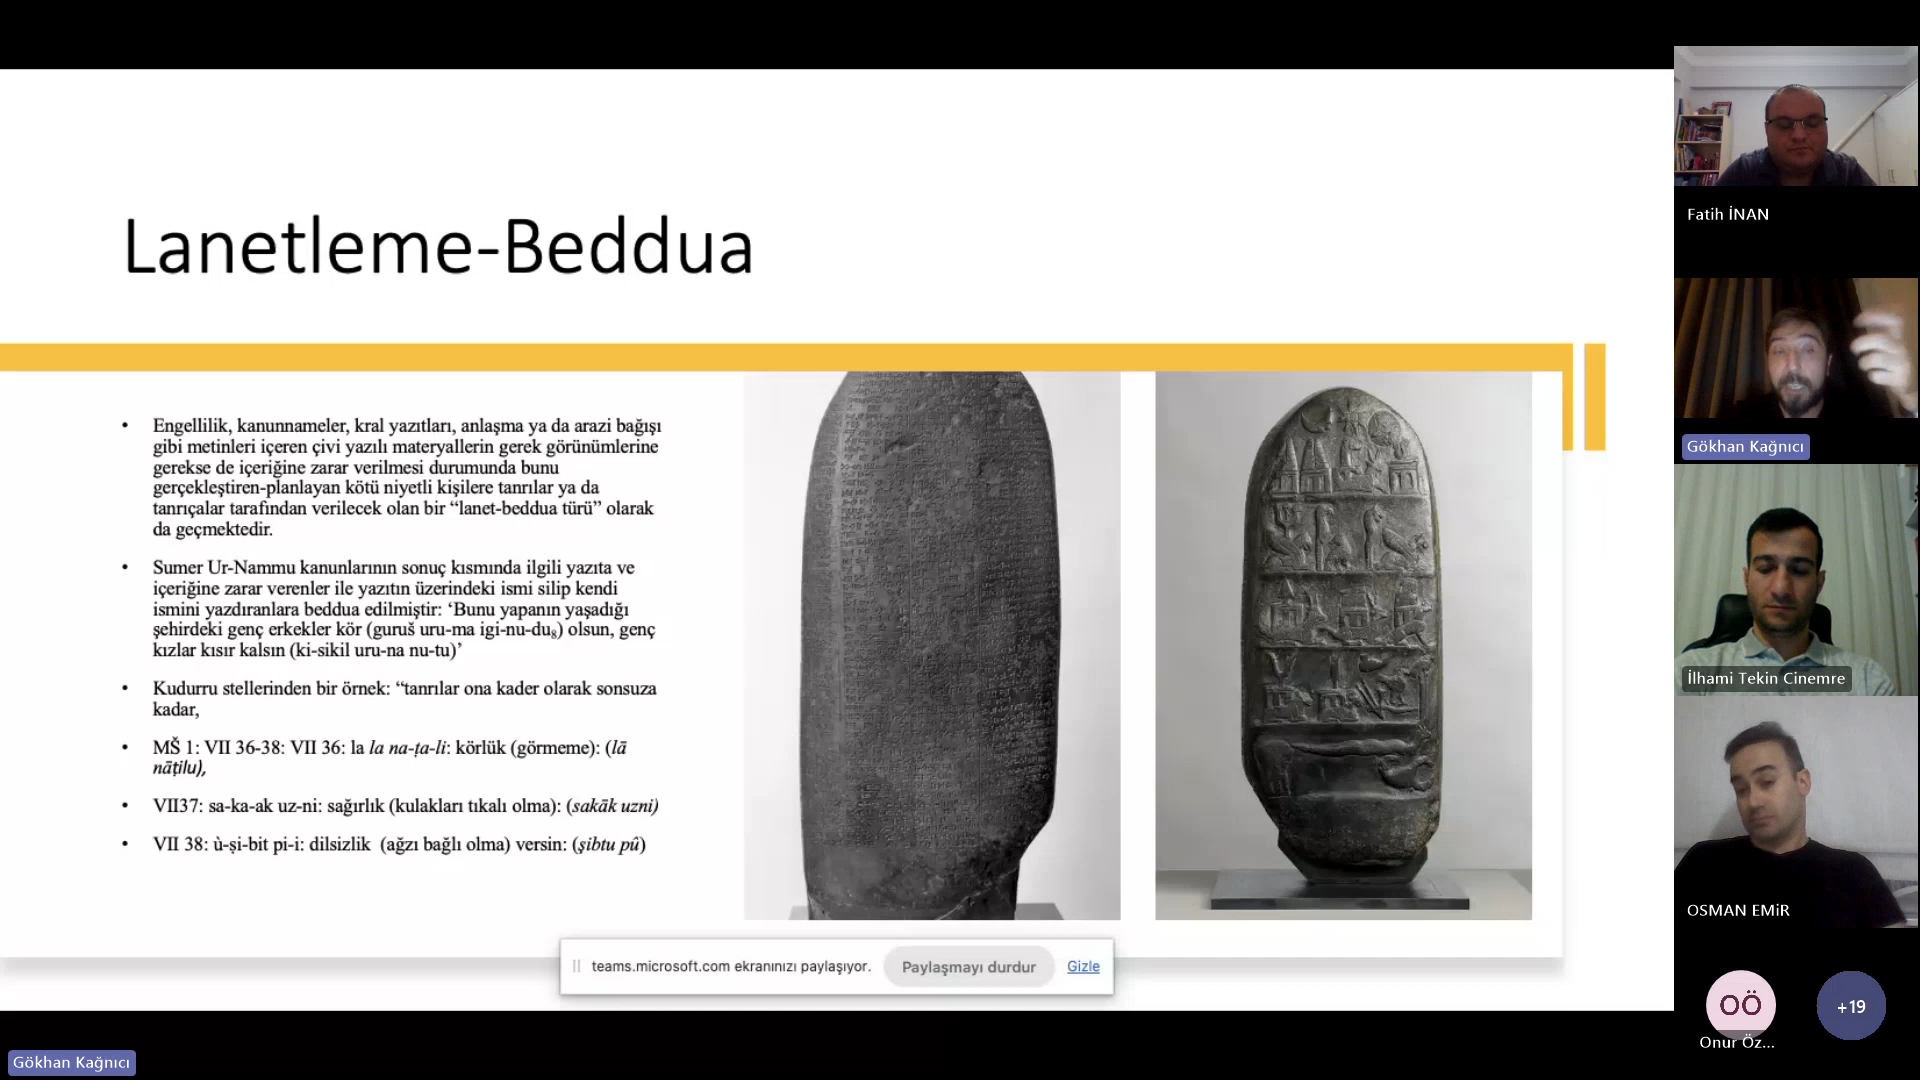 Lanetleme-Beddua
• Engellilik, kanunnameler, kral yazıtları, anlaşma ya da arazi bağışı
gibi metinleri içeren çivi yazılı materyallerin gerek görünümlerine
gerekse de içeriğine zarar verilmesi durumunda bunu
gerçekleştiren-planlayan kötü niyetli kişilere tanrılar ya da
tanrıçalar tarafından verilecek olan bir “lanet-beddua türü” olarak
da geçmektedir.
• Sumer Ur-Nammu kanunlarının sonuç kısmında ilgili yazıta ve
içeriğine zarar verenler ile yazıtın üzerindeki ismi silip kendi
ismini yazdıranlara beddua edilmiştir: ‘Bunu yapanın yaşadığı
şehirdeki genç erkekler kör (guruš uru-ma igi-nu-du₈) olsun, genç
kızlar kısır kalsın (ki-sikil uru-na nu-tu)’
• Kudurru stellerinden bir örnek: “tanrılar ona kader olarak sonsuza
kadar,
• MŠ 1: VII 36-38: VII 36: la la na-ṭa-li: körlük (görmeme): (lā
nāṭilu),
• VII37: sa-ka-ak uz-ni: sağırlık (kulakları tıkalı olma): (sakāk uzni)
• VII 38: ù-ṣi-bit pi-i: dilsizlik (ağzı bağlı olma) versin: (ṣibtu pû)
teams.microsoft.com ekranınızı paylaşıyor. Paylaşmayı durdur Gizle
Fatih İNAN
Gökhan Kağnıcı
İlhami Tekin Cinemre
OSMAN EMiR
OÖ +19
Onur Öz...
Gökhan Kağnıcı